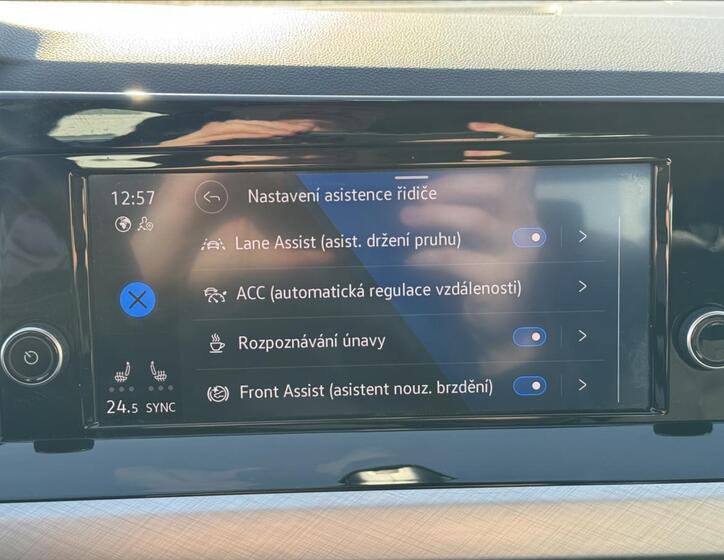 12:57
Nastavení asistence řidiče
Lane Assist (asist. držení pruhu)
ACC (automatická regulace vzdálenosti)
Rozpoznávání únavy
Front Assist (asistent nouz. brzdění)
24.5 SYNC